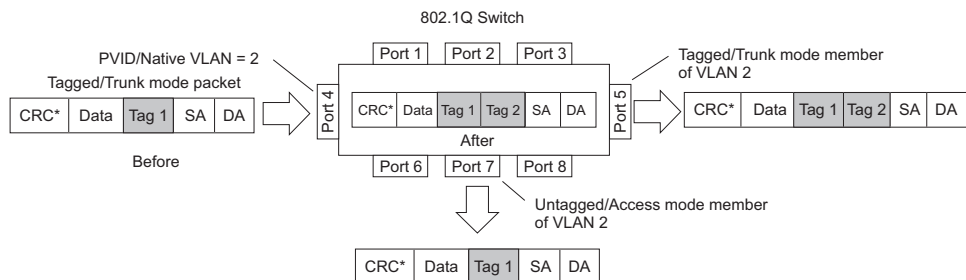 802.1Q Switch
PVID/Native VLAN = 2
Port 1 Port 2 Port 3
Tagged/Trunk mode member
of VLAN 2
Tagged/Trunk mode packet
CRC* Data Tag 1 SA DA
Port 4
CRC* Data Tag 1 Tag 2 SA DA
Port 5
CRC* Data Tag 1 Tag 2 SA DA
Before
After
Port 6 Port 7 Port 8
Untagged/Access mode member
of VLAN 2
CRC* Data Tag 1 SA DA